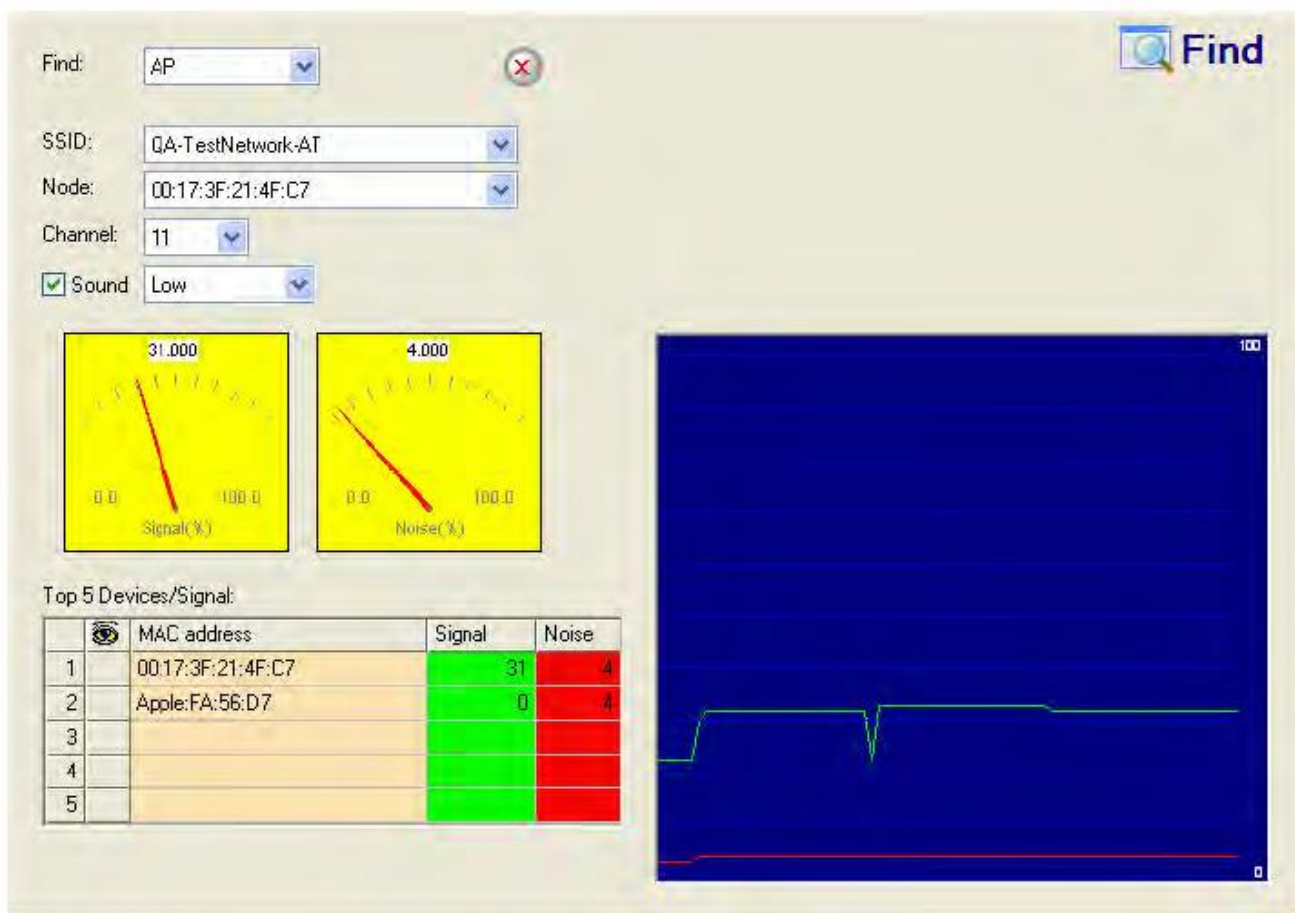 Find: AP
Find
SSID: QA-TestNetwork-AT
Node: 00:17:3F:21:4F:C7
Channel: 11
Sound Low
31.000
0.0 100.0
Signal(%)
4.000
0.0 100.0
Noise(%)
100
0
Top 5 Devices/Signal:
MAC address Signal Noise
1 00:17:3F:21:4F:C7 31 4
2 Apple:FA:56:D7 0 4
3
4
5